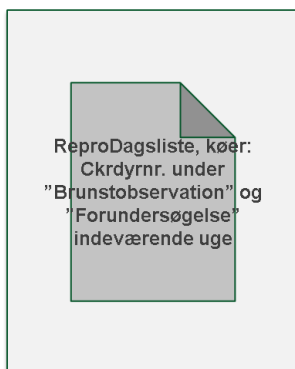 ReproDagsliste, køer:
Ckrdyrnr. under
”Brunstobservation” og
”Forundersøgelse”
indeværende uge